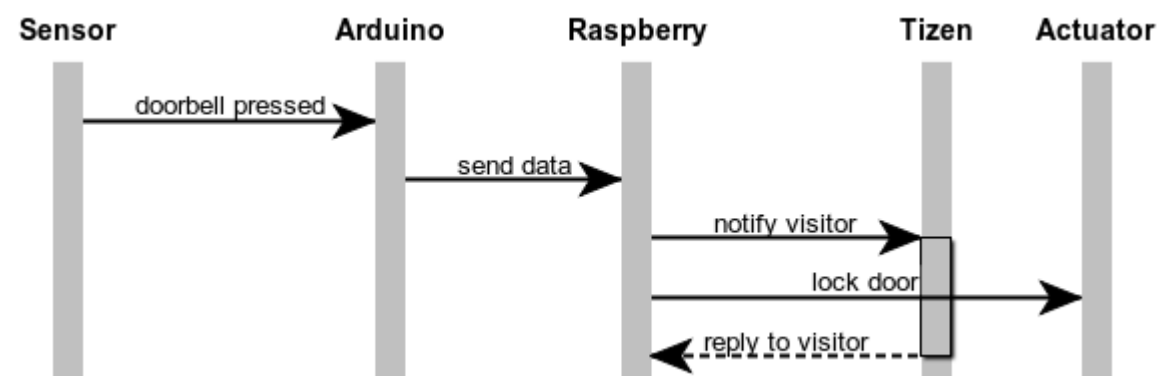 Sensor Arduino Raspberry Tizen Actuator
doorbell pressed
send data
notify visitor
lock door
reply to visitor